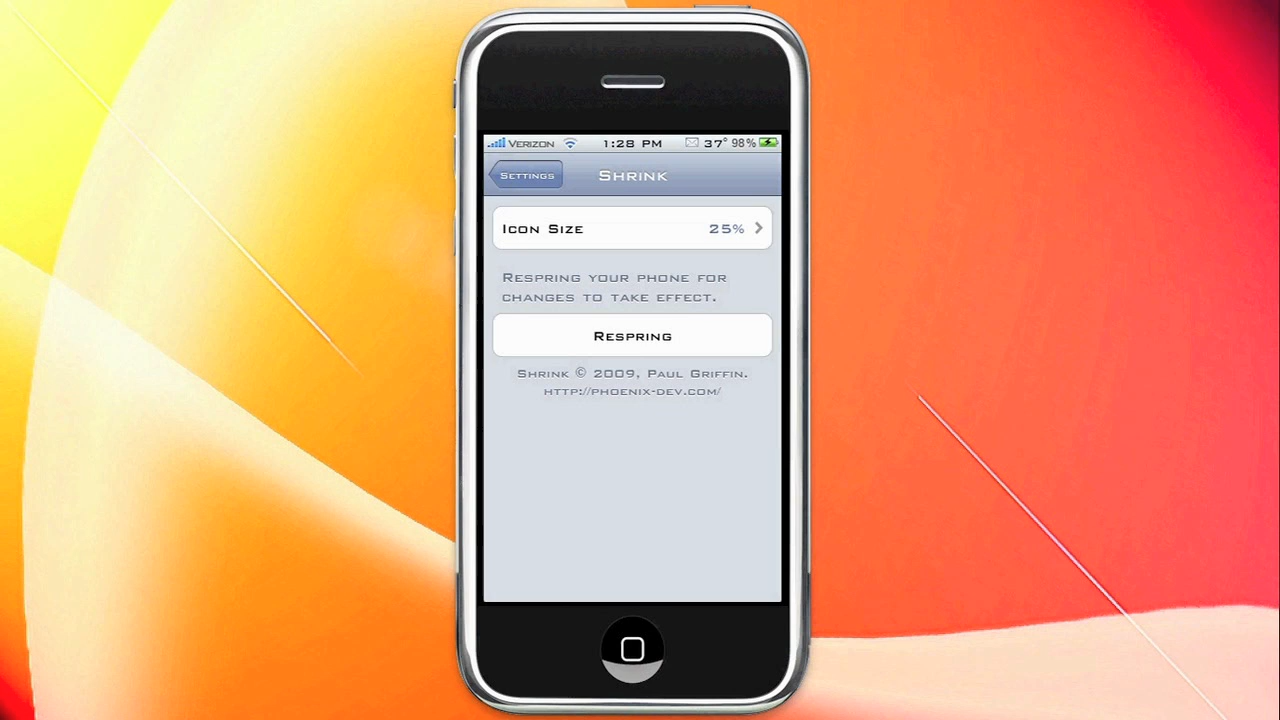 Verizon 1:28 PM 37° 98%
Settings Shrink
Icon Size 25%
Respring your phone for
changes to take effect.
Respring
Shrink © 2009, Paul Griffin.
http://phoenix-dev.com/